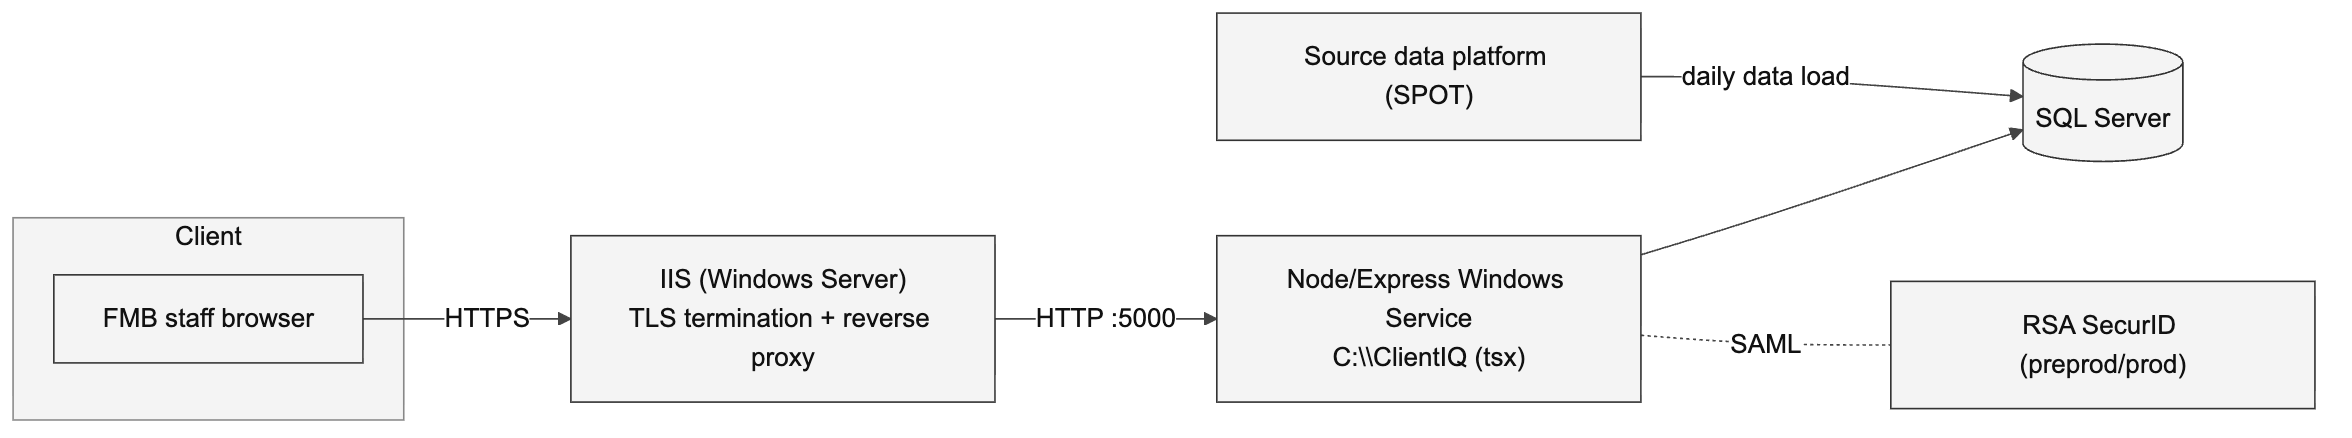 Source data platform
(SPOT)
daily data load
SQL Server
Client
FMB staff browser
HTTPS
IIS (Windows Server)
TLS termination + reverse
proxy
HTTP :5000
Node/Express Windows
Service
C:\\ClientIQ (tsx)
SAML
RSA SecurID
(preprod/prod)